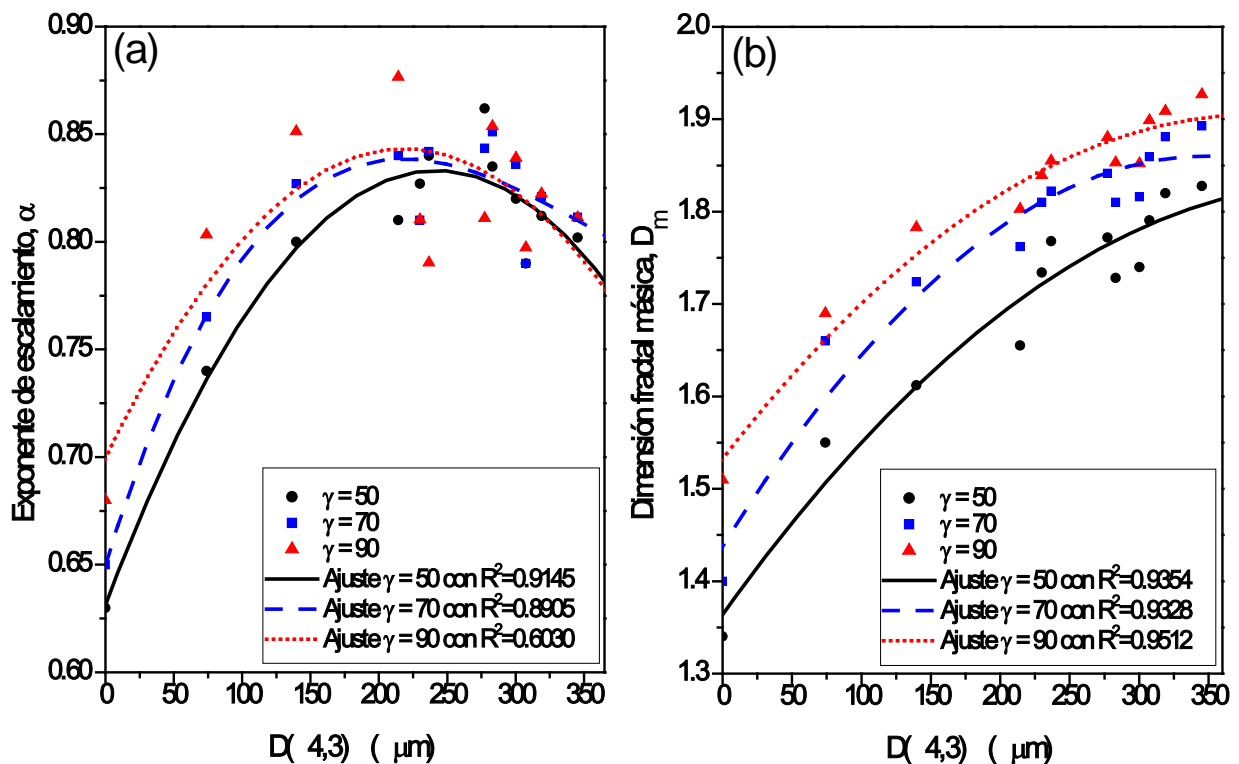 (a)
0.90
0.85
0.80
0.75
0.70
0.65
0.60
Exponente de escalamiento, α
γ = 50
γ = 70
γ = 90
Ajuste γ = 50 con R²=0.9145
Ajuste γ = 70 con R²=0.8905
Ajuste γ = 90 con R²=0.6030
0 50 100 150 200 250 300 350
D( 4,3) ( μm)
(b)
2.0
1.9
1.8
1.7
1.6
1.5
1.4
1.3
Dimensión fractal másica, Dm
γ = 50
γ = 70
γ = 90
Ajuste γ = 50 con R²=0.9354
Ajuste γ = 70 con R²=0.9328
Ajuste γ = 90 con R²=0.9512
0 50 100 150 200 250 300 350
D( 4,3) ( μm)